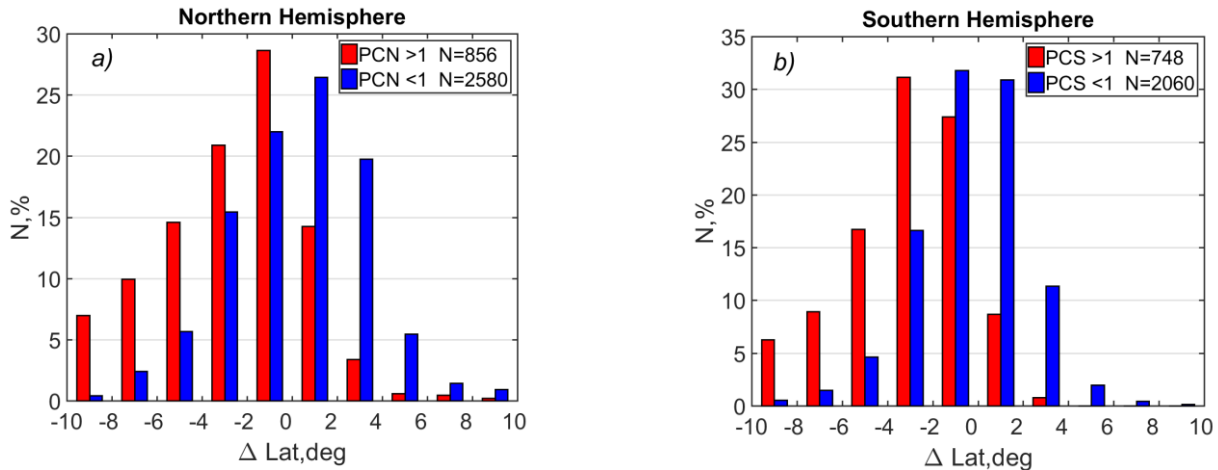 Northern Hemisphere
a)
PCN >1 N=856
PCN <1 N=2580
30
25
20
15
10
5
0
N,%
-10 -8 -6 -4 -2 0 2 4 6 8 10
Δ Lat,deg
Southern Hemisphere
b)
PCS >1 N=748
PCS <1 N=2060
35
30
25
20
15
10
5
0
N,%
-10 -8 -6 -4 -2 0 2 4 6 8 10
Δ Lat,deg